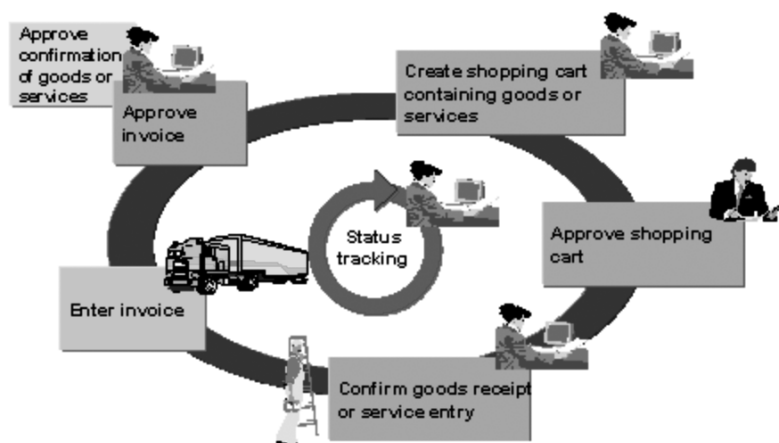 Approve
confirmation
of goods or
services
Approve
invoice
Create shopping cart
containing goods or
services
Status
tracking
Approve shopping
cart
Enter invoice
Confirm goods receipt
or service entry